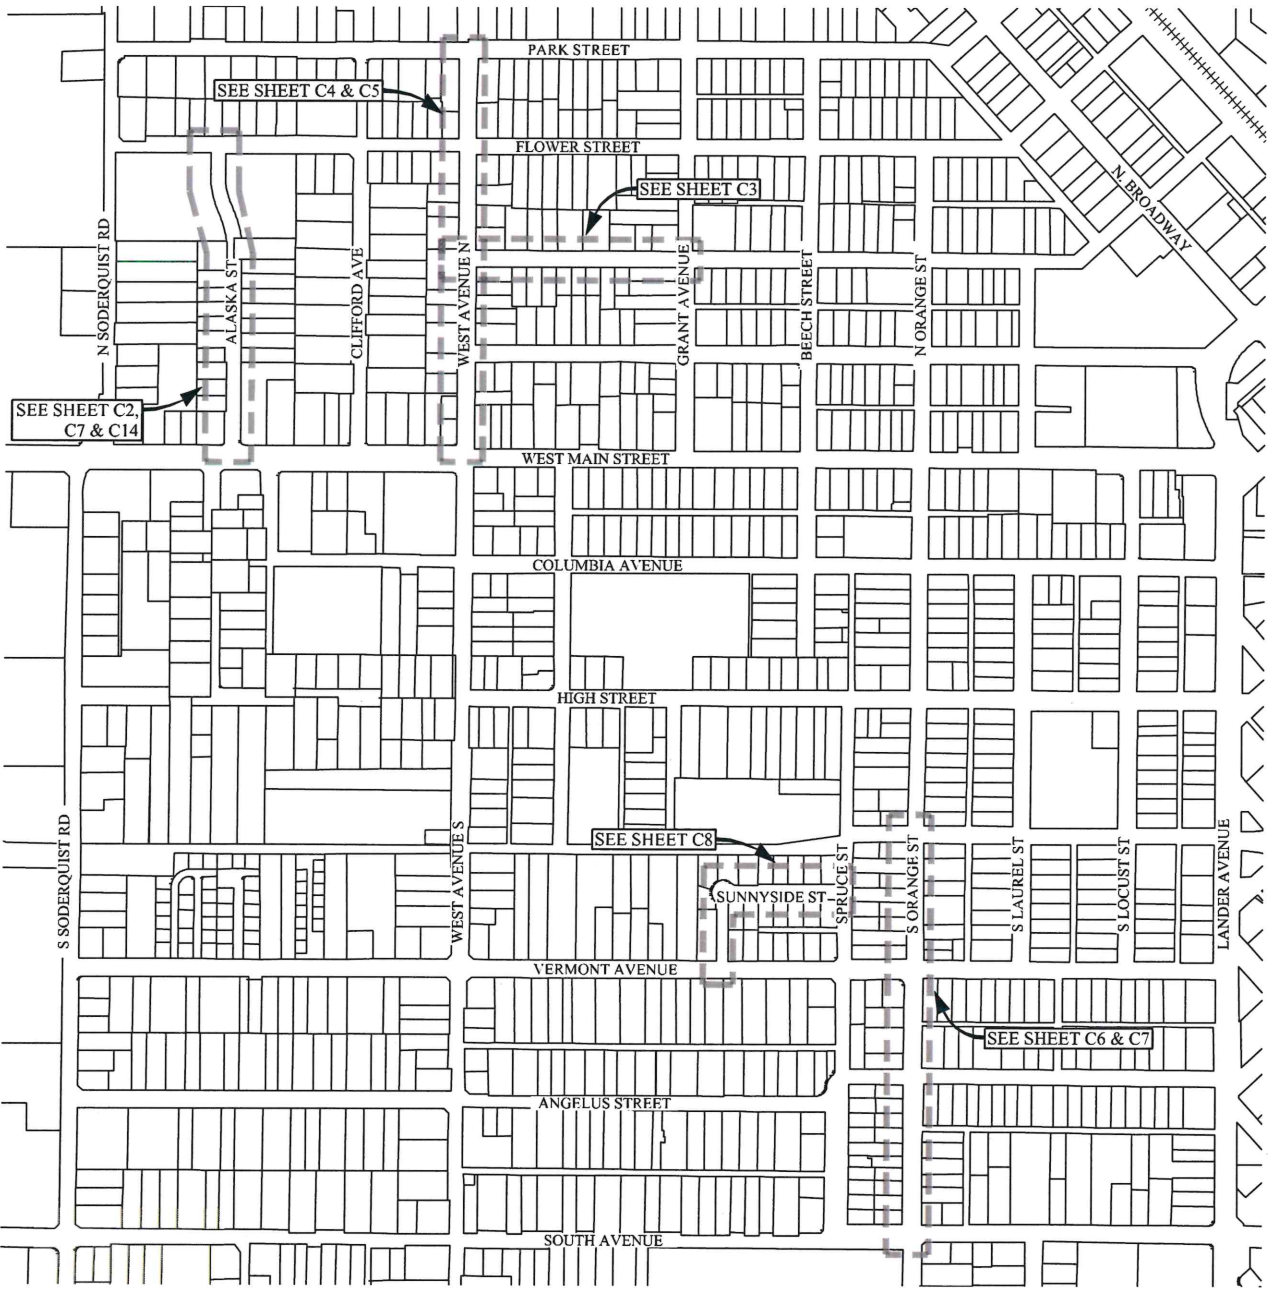 PARK STREET
SEE SHEET C4 & C5
FLOWER STREET
SEE SHEET C3
N. BROADWAY
N SODERQUIST RD
ALASKA ST
CLIFFORD AVE
WEST AVENUE N
GRANT AVENUE
BEECH STREET
N ORANGE ST
SEE SHEET C2,
C7 & C14
WEST MAIN STREET
COLUMBIA AVENUE
HIGH STREET
S SODERQUIST RD
WEST AVENUE S
SEE SHEET C8
SUNNYSIDE ST
SPRUCE ST
S ORANGE ST
S LAUREL ST
S LOCUST ST
LANDER AVENUE
VERMONT AVENUE
SEE SHEET C6 & C7
ANGELUS STREET
SOUTH AVENUE